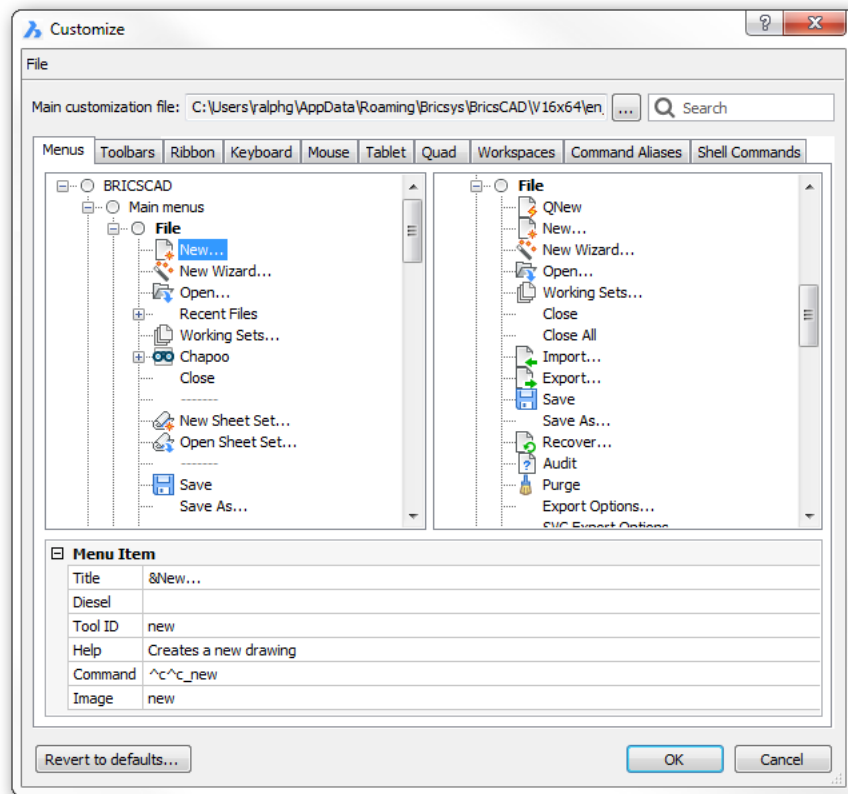 Customize
File
Main customization file: C:\Users\ralphg\AppData\Roaming\Bricsys\BricsCAD\V16x64\en_ ... Search
Menus Toolbars Ribbon Keyboard Mouse Tablet Quad Workspaces Command Aliases Shell Commands
BRICSCAD
Main menus
File
New...
New Wizard...
Open...
Recent Files
Working Sets...
Chapoo
Close
-------
New Sheet Set...
Open Sheet Set...
-------
Save
Save As...
File
QNew
New...
New Wizard...
Open...
Working Sets...
Close
Close All
Import...
Export...
Save
Save As...
Recover...
Audit
Purge
Export Options...
SVG Export Options
Menu Item
Title &New...
Diesel
Tool ID new
Help Creates a new drawing
Command ^c^c_new
Image new
Revert to defaults... OK Cancel